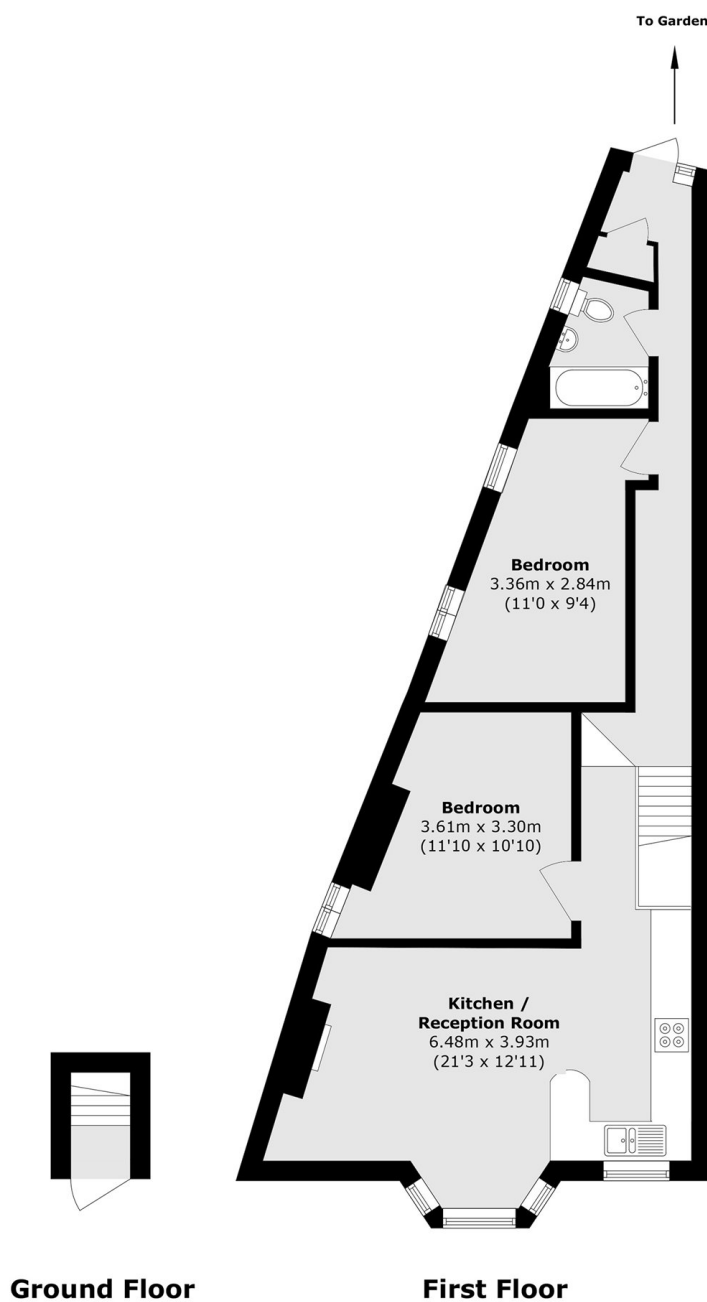 To Garden
Bedroom
3.36m x 2.84m
(11'0 x 9'4)
Bedroom
3.61m x 3.30m
(11'10 x 10'10)
Kitchen /
Reception Room
6.48m x 3.93m
(21'3 x 12'11)
Ground Floor
First Floor